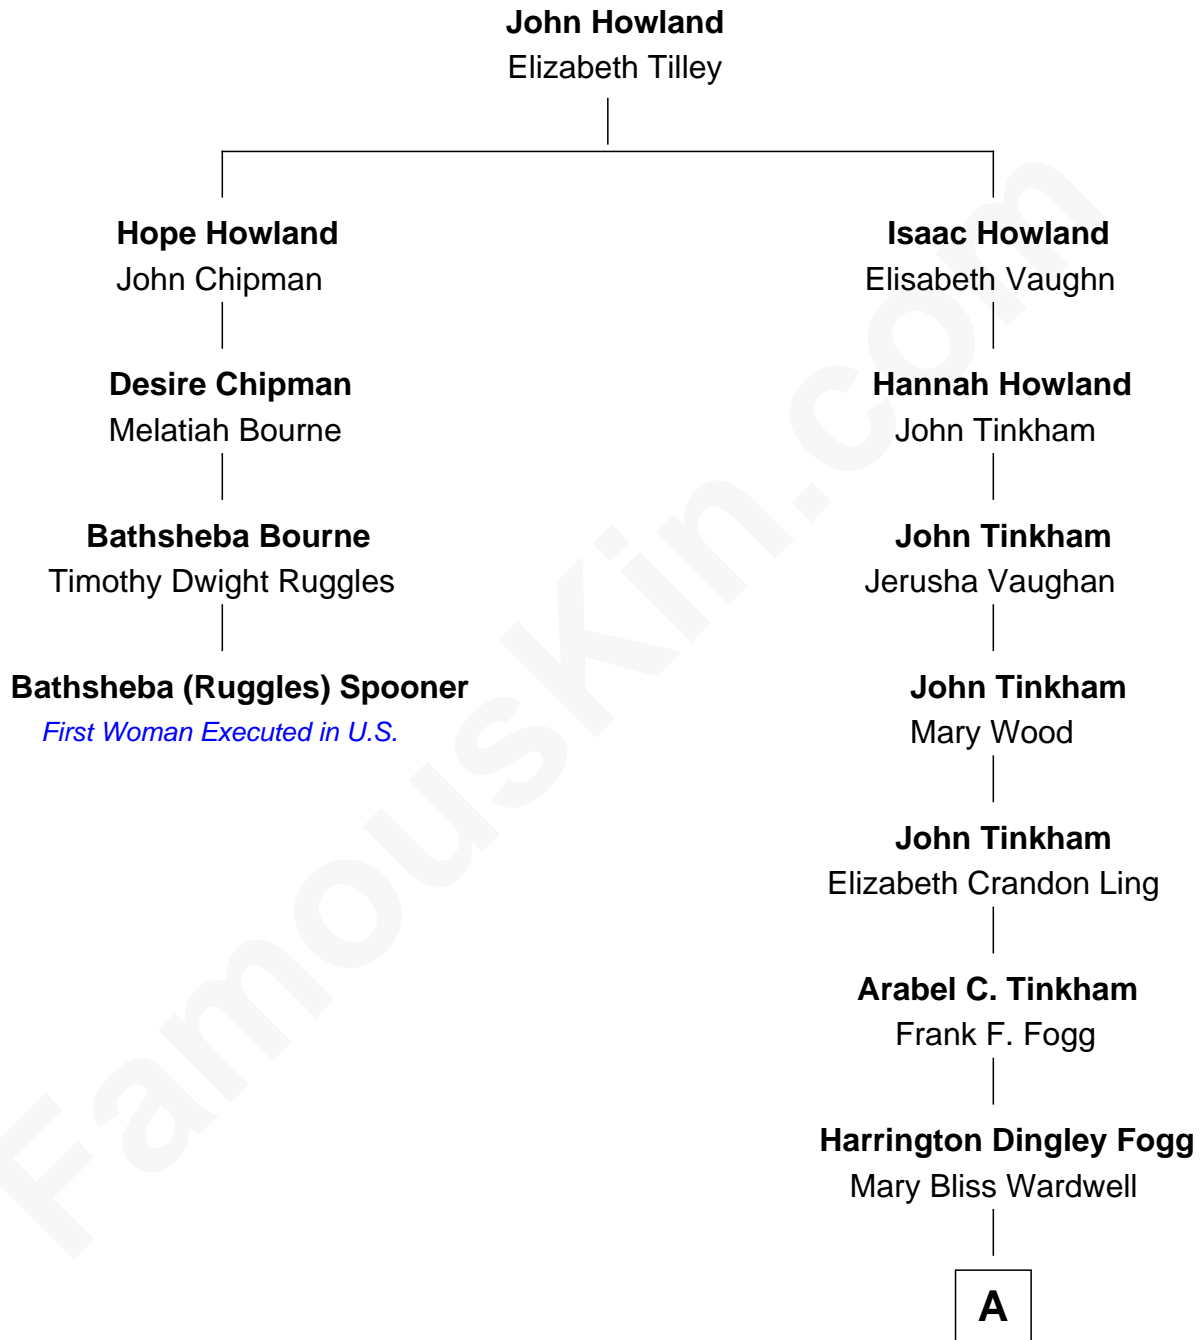 John Howland
Elizabeth Tilley
Hope Howland
John Chipman
Isaac Howland
Elisabeth Vaughn
Desire Chipman
Melatiah Bourne
Hannah Howland
John Tinkham
Bathsheba Bourne
Timothy Dwight Ruggles
John Tinkham
Jerusha Vaughan
Bathsheba (Ruggles) Spooner
First Woman Executed in U.S.
John Tinkham
Mary Wood
John Tinkham
Elizabeth Crandon Ling
Arabel C. Tinkham
Frank F. Fogg
Harrington Dingley Fogg
Mary Bliss Wardwell
A
FamousKin.com